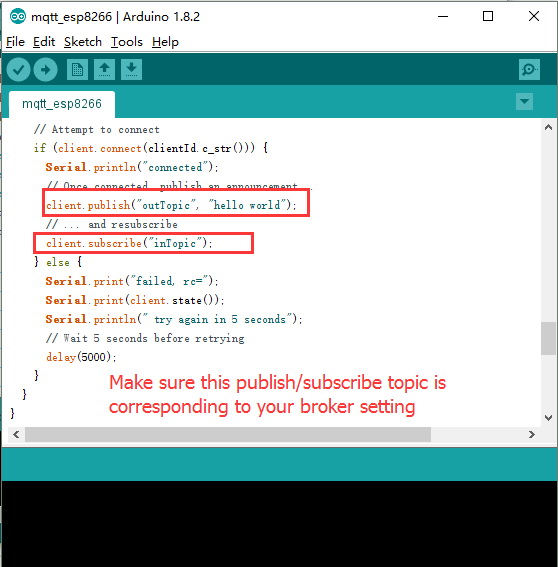 mqtt_esp8266 | Arduino 1.8.2
File Edit Sketch Tools Help
mqtt_esp8266
// Attempt to connect
if (client.connect(clientId.c_str())) {
Serial.println("connected");
// Once connected, publish an announcement...
client.publish("outTopic", "hello world");
// ... and resubscribe
client.subscribe("inTopic");
} else {
Serial.print("failed, rc=");
Serial.print(client.state());
Serial.println(" try again in 5 seconds");
// Wait 5 seconds before retrying
delay(5000);
}
}
}
Make sure this publish/subscribe topic is
corresponding to your broker setting